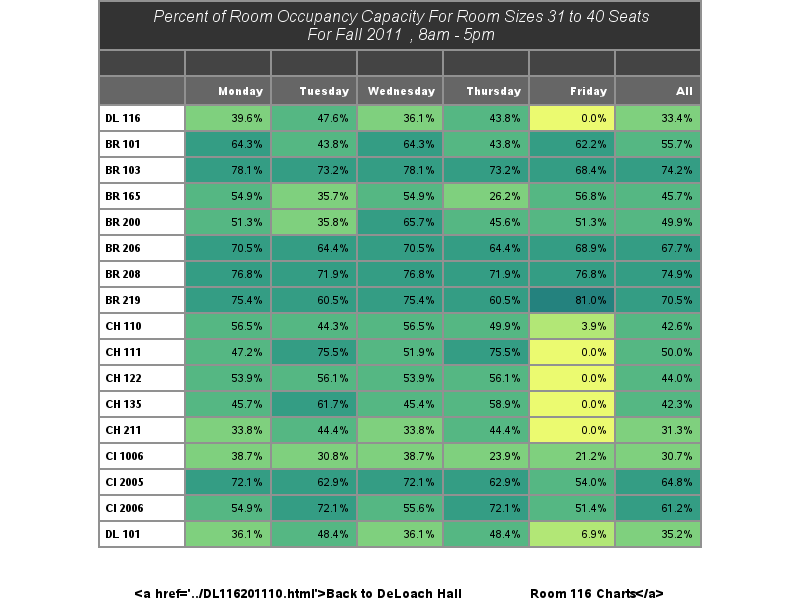 Percent of Room Occupancy Capacity For Room Sizes 31 to 40 Seats
For Fall 2011 , 8am - 5pm
Monday Tuesday Wednesday Thursday Friday All
DL 116 39.6% 47.6% 36.1% 43.8% 0.0% 33.4%
BR 101 64.3% 43.8% 64.3% 43.8% 62.2% 55.7%
BR 103 78.1% 73.2% 78.1% 73.2% 68.4% 74.2%
BR 165 54.9% 35.7% 54.9% 26.2% 56.8% 45.7%
BR 200 51.3% 35.8% 65.7% 45.6% 51.3% 49.9%
BR 206 70.5% 64.4% 70.5% 64.4% 68.9% 67.7%
BR 208 76.8% 71.9% 76.8% 71.9% 76.8% 74.9%
BR 219 75.4% 60.5% 75.4% 60.5% 81.0% 70.5%
CH 110 56.5% 44.3% 56.5% 49.9% 3.9% 42.6%
CH 111 47.2% 75.5% 51.9% 75.5% 0.0% 50.0%
CH 122 53.9% 56.1% 53.9% 56.1% 0.0% 44.0%
CH 135 45.7% 61.7% 45.4% 58.9% 0.0% 42.3%
CH 211 33.8% 44.4% 33.8% 44.4% 0.0% 31.3%
CI 1006 38.7% 30.8% 38.7% 23.9% 21.2% 30.7%
CI 2005 72.1% 62.9% 72.1% 62.9% 54.0% 64.8%
CI 2006 54.9% 72.1% 55.6% 72.1% 51.4% 61.2%
DL 101 36.1% 48.4% 36.1% 48.4% 6.9% 35.2%
<a href='../DL116201110.html'>Back to DeLoach Hall Room 116 Charts</a>